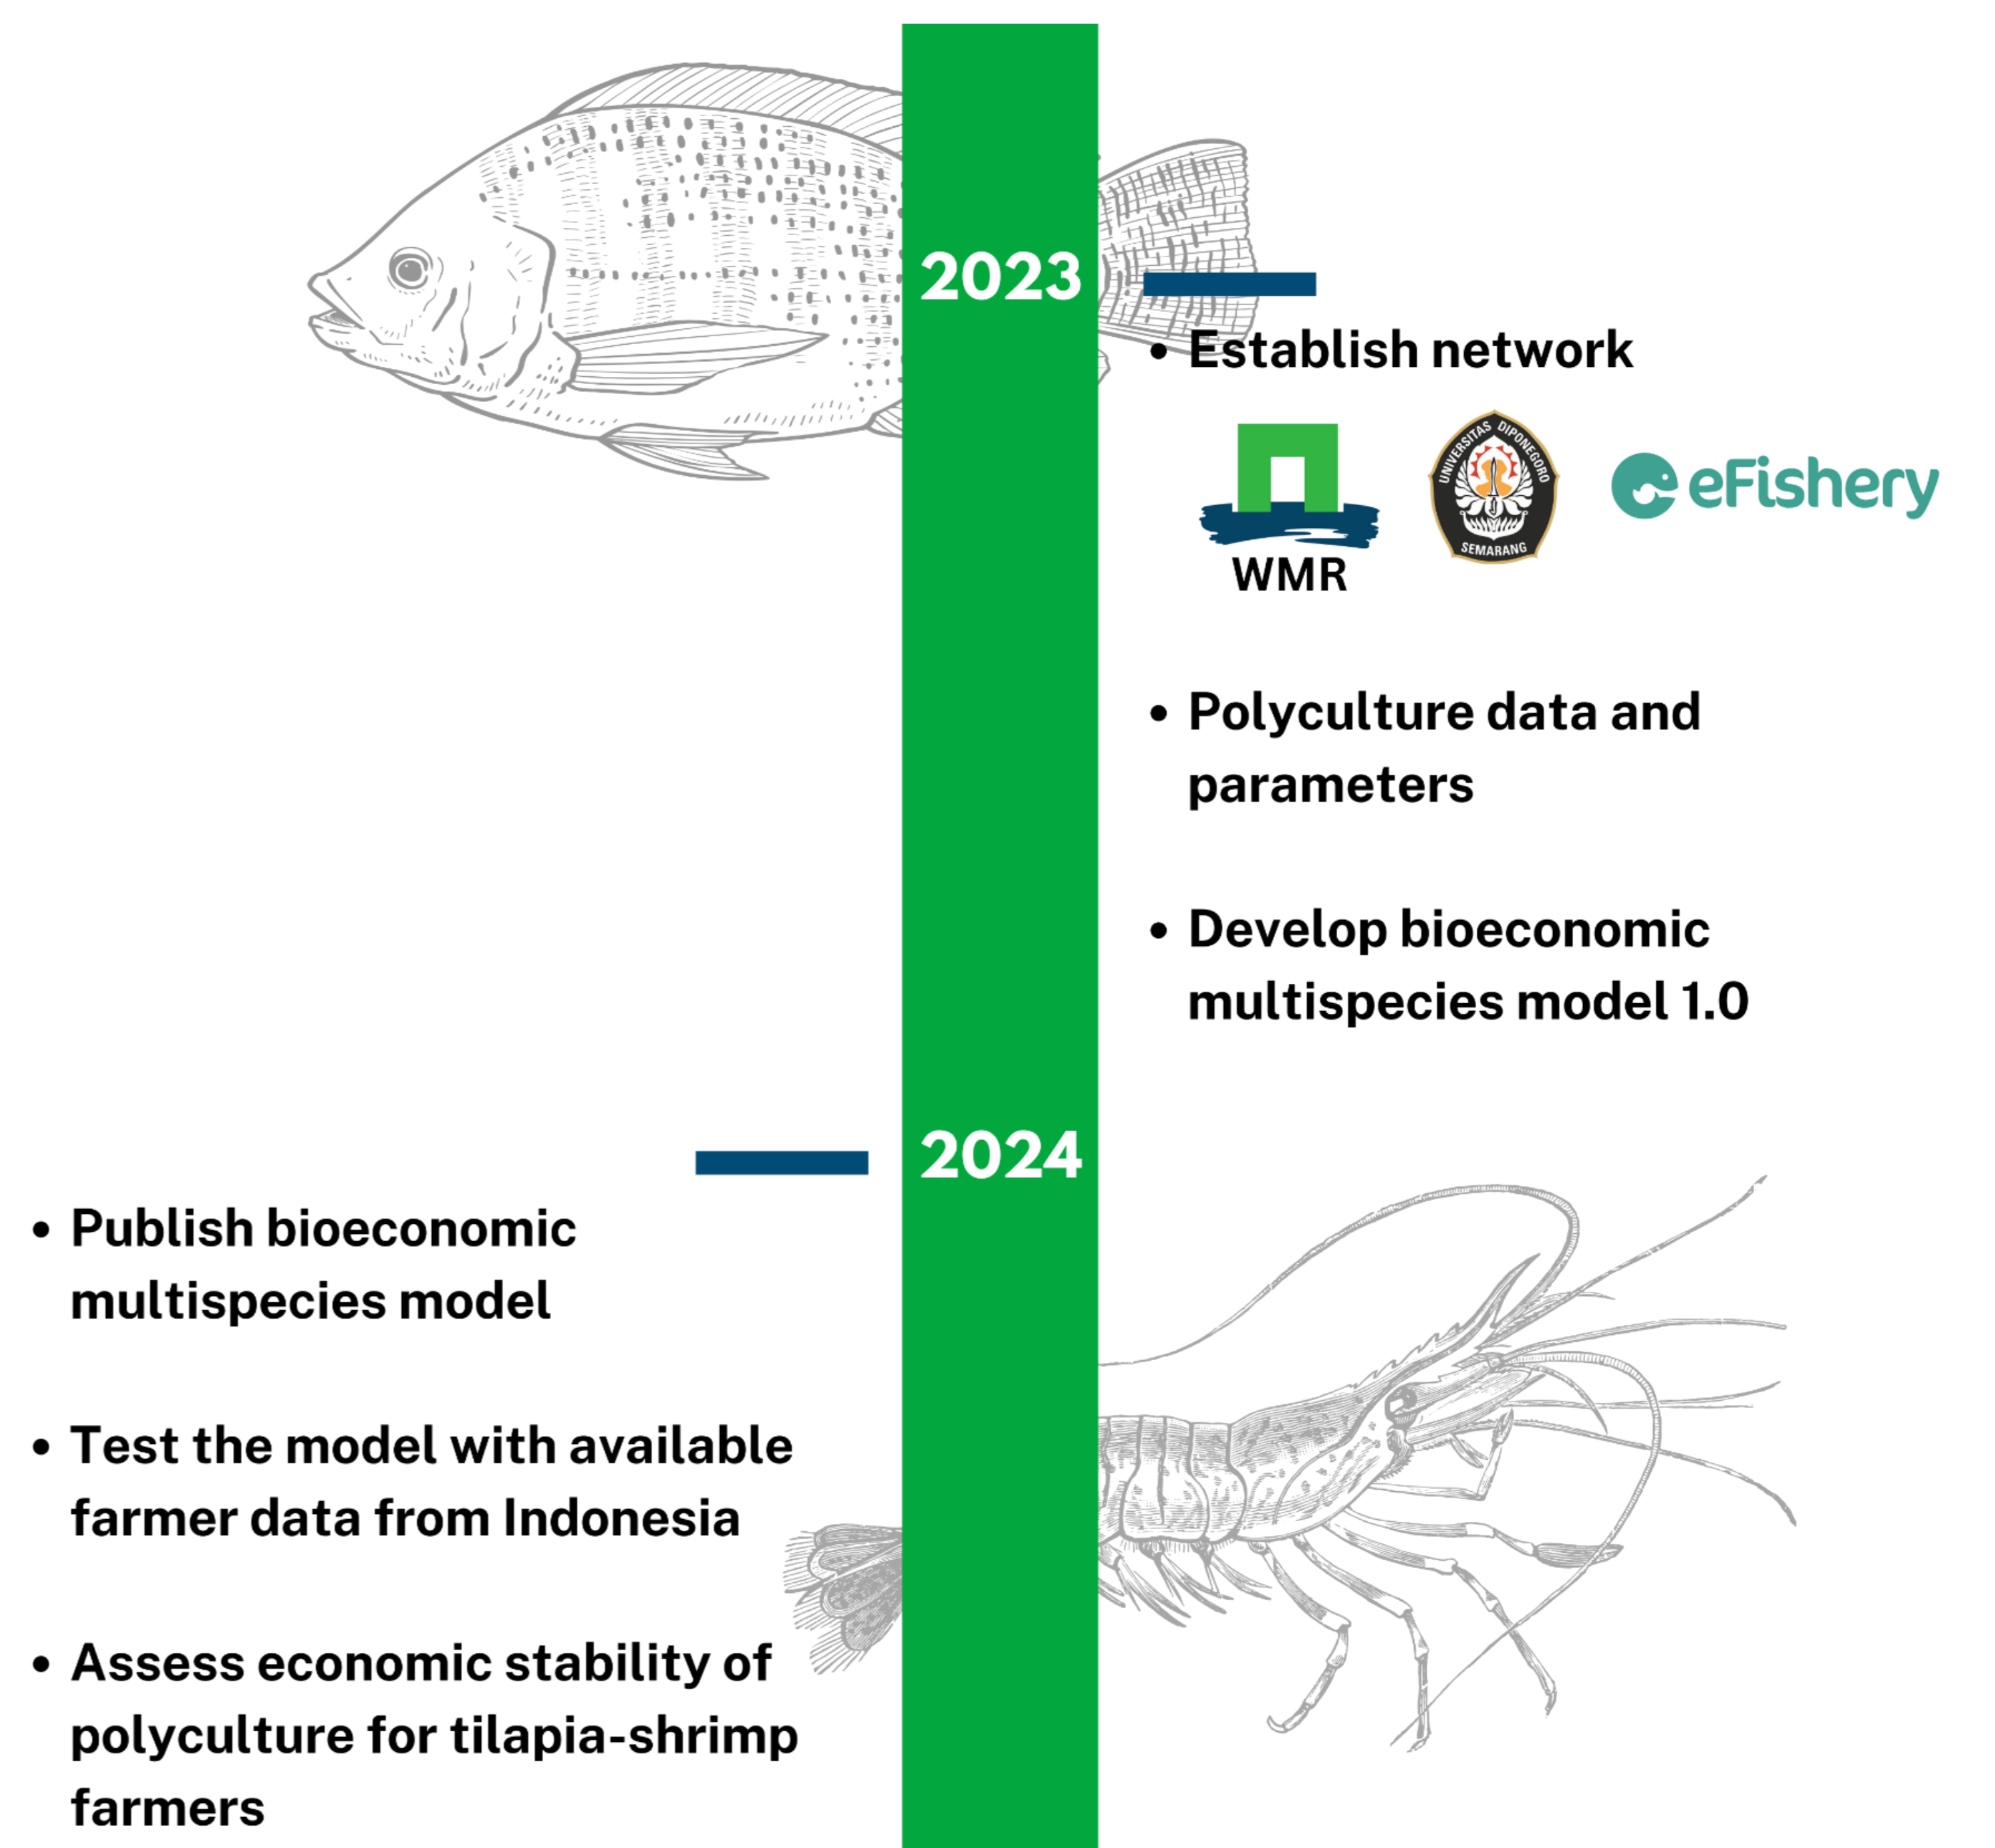 2023
• Establish network
WMR
UNIVERSITAS DIPONEGORO
SEMARANG
eFishery
• Polyculture data and
parameters
• Develop bioeconomic
multispecies model 1.0
2024
• Publish bioeconomic
multispecies model
• Test the model with available
farmer data from Indonesia
• Assess economic stability of
polyculture for tilapia-shrimp
farmers